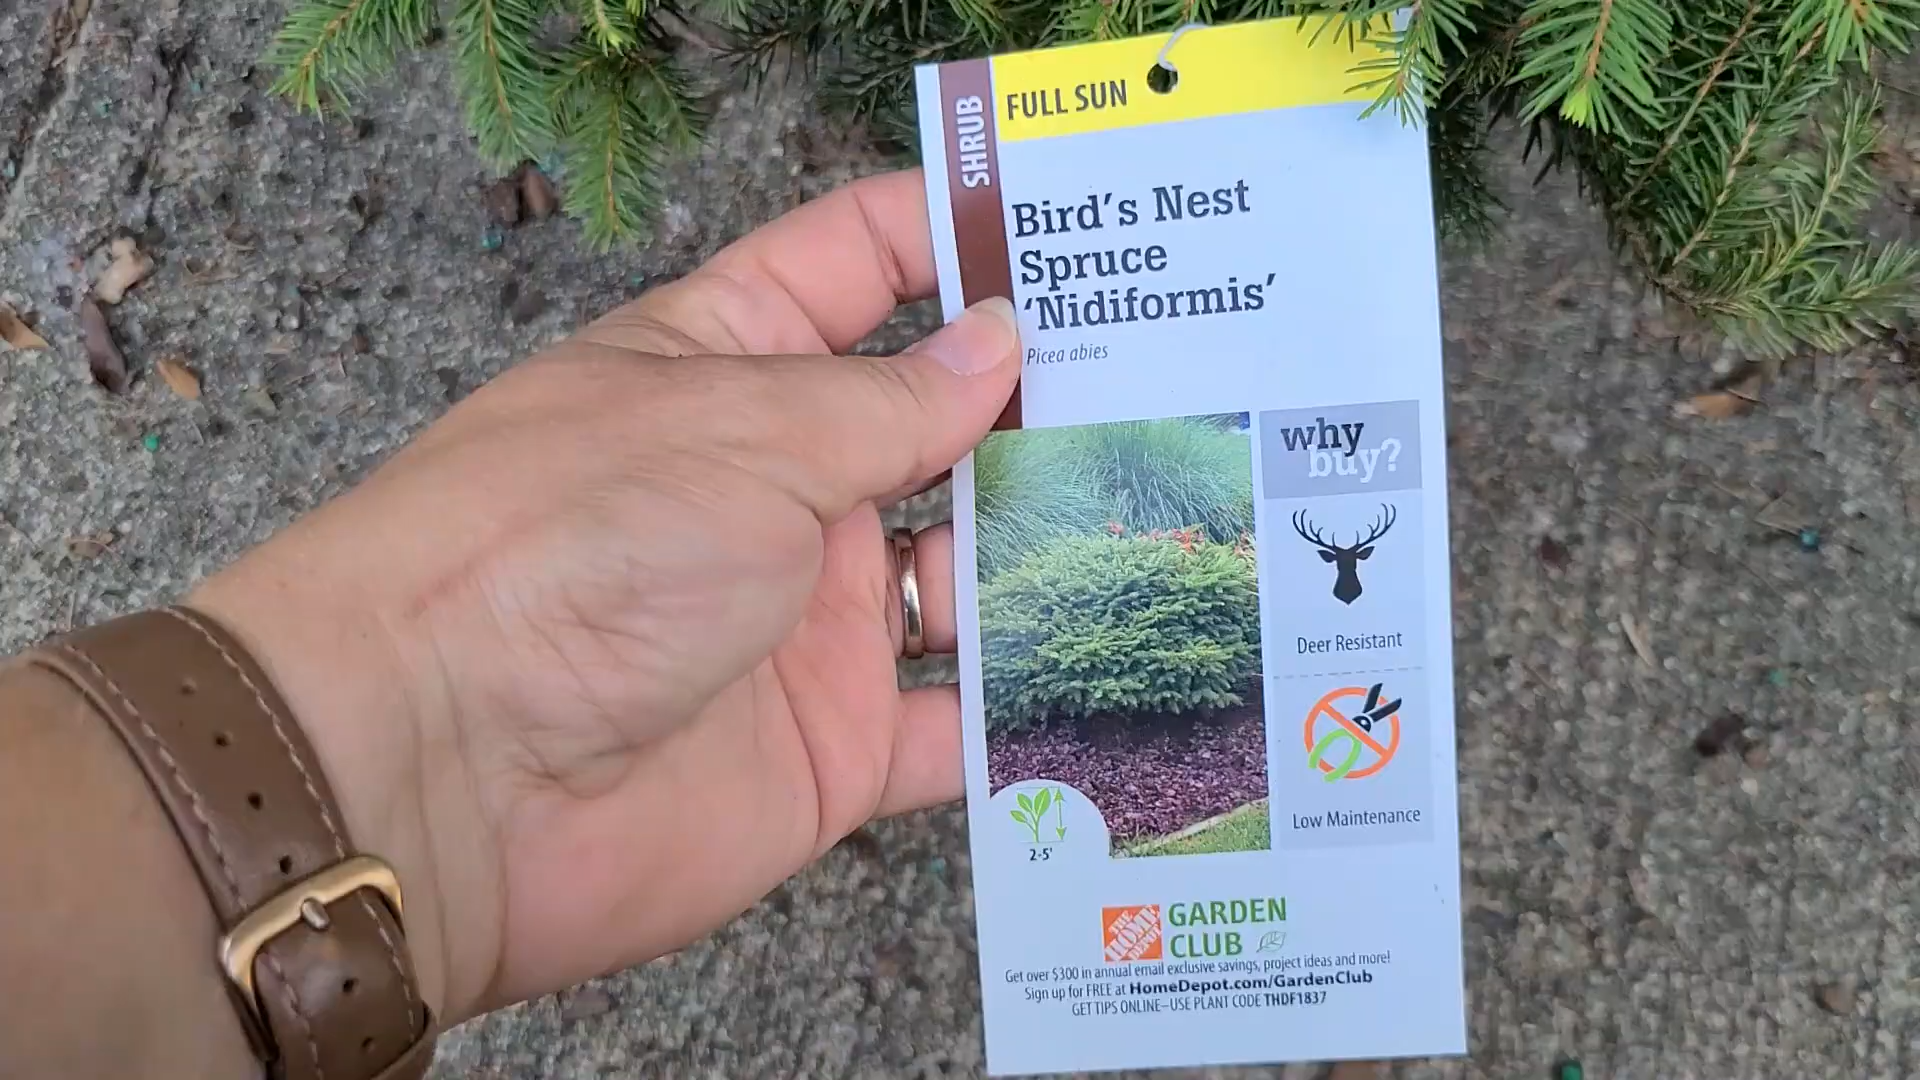 SHRUB
FULL SUN
Bird's Nest
Spruce
'Nidiformis'
Picea abies
why
buy?
Deer Resistant
Low Maintenance
2-5'
THE
HOME
DEPOT
GARDEN
CLUB
Get over $300 in annual email exclusive savings, project ideas and more!
Sign up for FREE at HomeDepot.com/GardenClub
GET TIPS ONLINE–USE PLANT CODE THDF1837